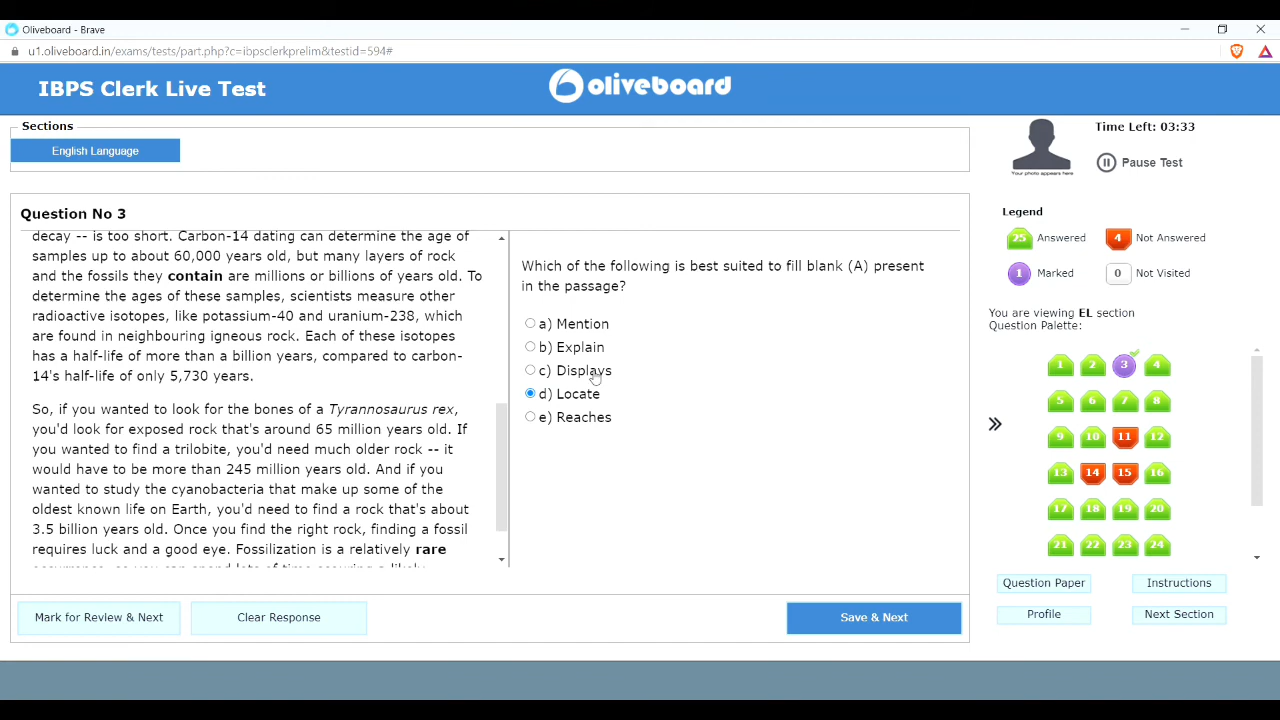 Oliveboard - Brave
u1.oliveboard.in/exams/tests/part.php?c=ibpsclerkprelim&testid=594#
IBPS Clerk Live Test
oliveboard
Sections
English Language
Time Left: 03:33
Your photo appears here
Pause Test
Question No 3
decay -- is too short. Carbon-14 dating can determine the age of
samples up to about 60,000 years old, but many layers of rock
and the fossils they contain are millions or billions of years old. To
determine the ages of these samples, scientists measure other
radioactive isotopes, like potassium-40 and uranium-238, which
are found in neighbouring igneous rock. Each of these isotopes
has a half-life of more than a billion years, compared to carbon-
14's half-life of only 5,730 years.
So, if you wanted to look for the bones of a Tyrannosaurus rex,
you'd look for exposed rock that's around 65 million years old. If
you wanted to find a trilobite, you'd need much older rock -- it
would have to be more than 245 million years old. And if you
wanted to study the cyanobacteria that make up some of the
oldest known life on Earth, you'd need to find a rock that's about
3.5 billion years old. Once you find the right rock, finding a fossil
requires luck and a good eye. Fossilization is a relatively rare
Which of the following is best suited to fill blank (A) present
in the passage?
a) Mention
b) Explain
c) Displays
d) Locate
e) Reaches
Legend
25 Answered 4 Not Answered
1 Marked 0 Not Visited
You are viewing EL section
Question Palette:
1 2 3 4
5 6 7 8
9 10 11 12
13 14 15 16
17 18 19 20
21 22 23 24
Question Paper Instructions
Profile Next Section
Mark for Review & Next Clear Response Save & Next